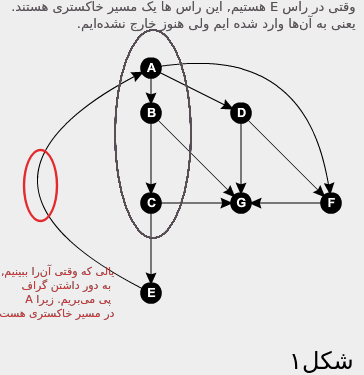 وقتی در راس E هستیم, این راس ها یک مسیر خاکستری هستند.
یعنی به آن‌ها وارد شده ایم ولی هنوز خارج نشده‌ایم.
A
B
D
C
G
F
E
یالی که وقتی آن‌را ببینیم,
به دور داشتن گراف
پی می‌بریم. زیرا A
در مسیر خاکستری هست
شکل۱